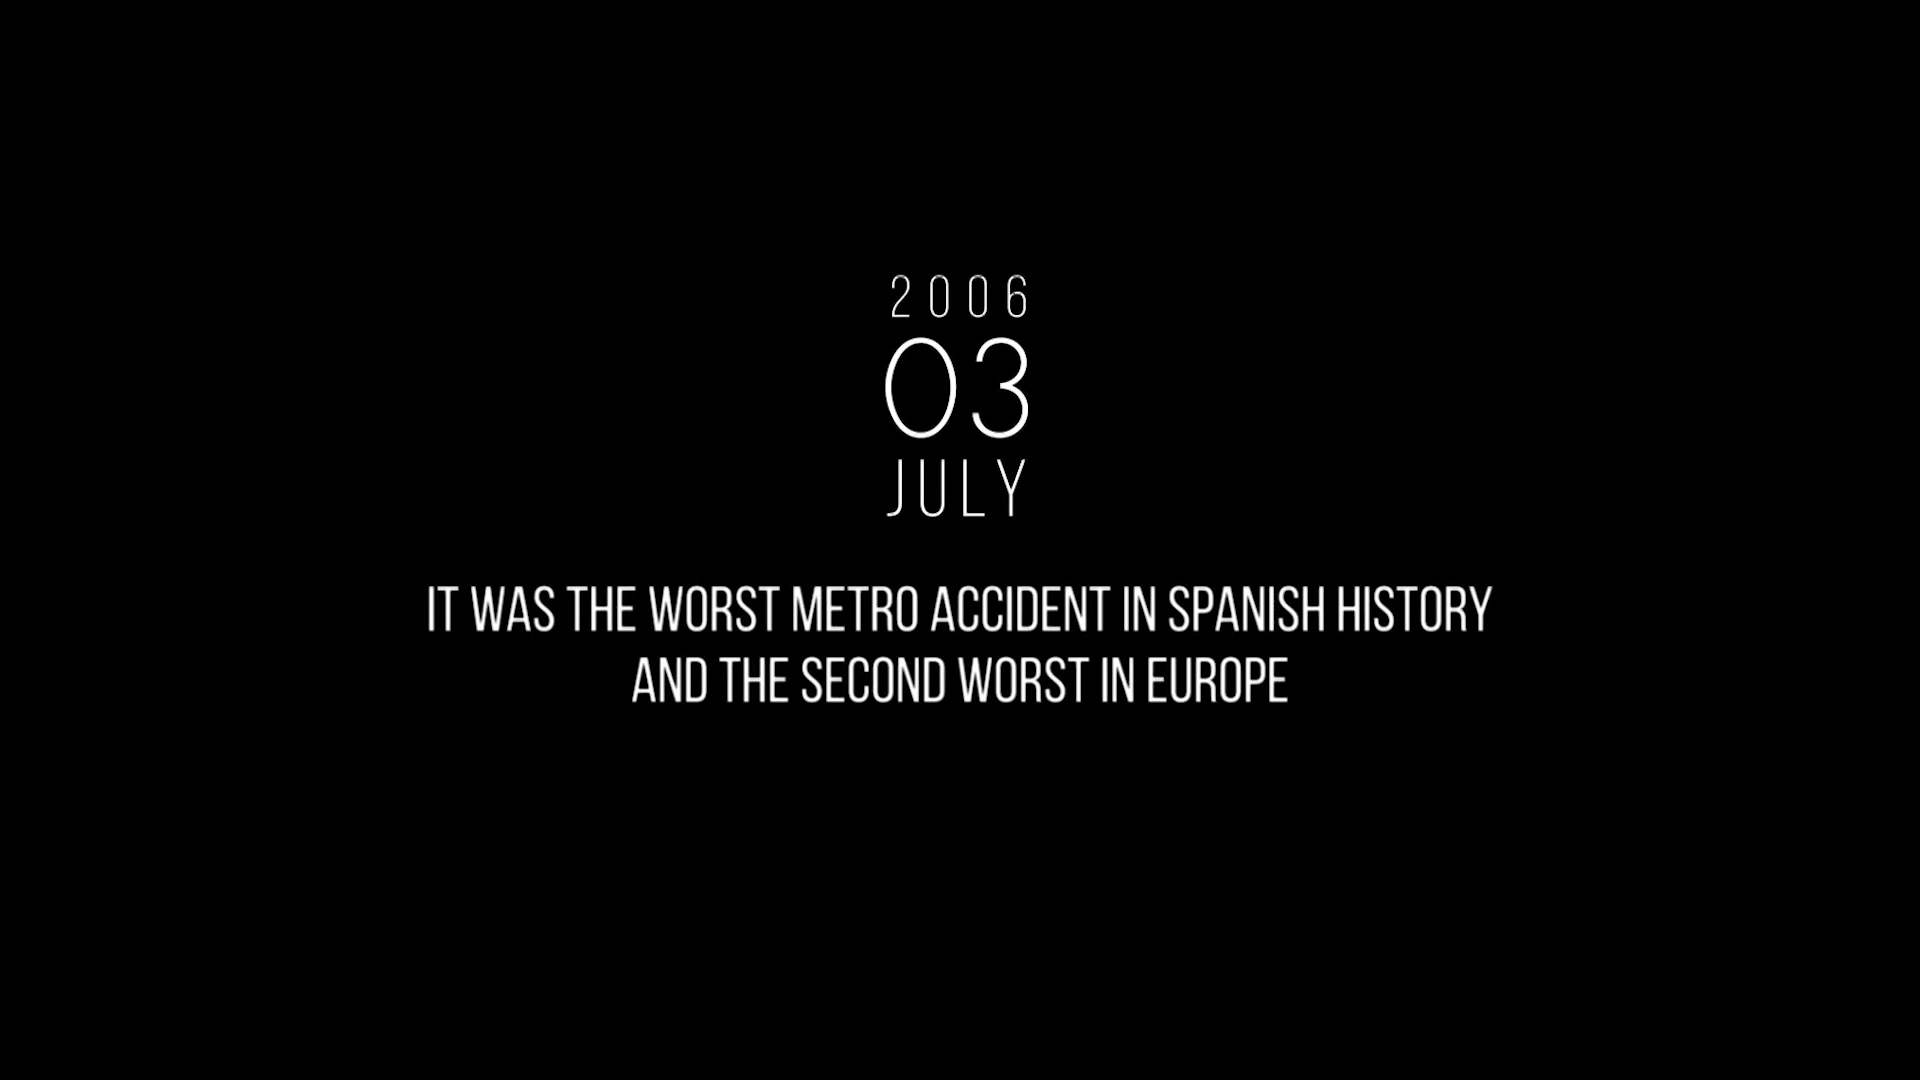 2006
03
JULY
IT WAS THE WORST METRO ACCIDENT IN SPANISH HISTORY
AND THE SECOND WORST IN EUROPE